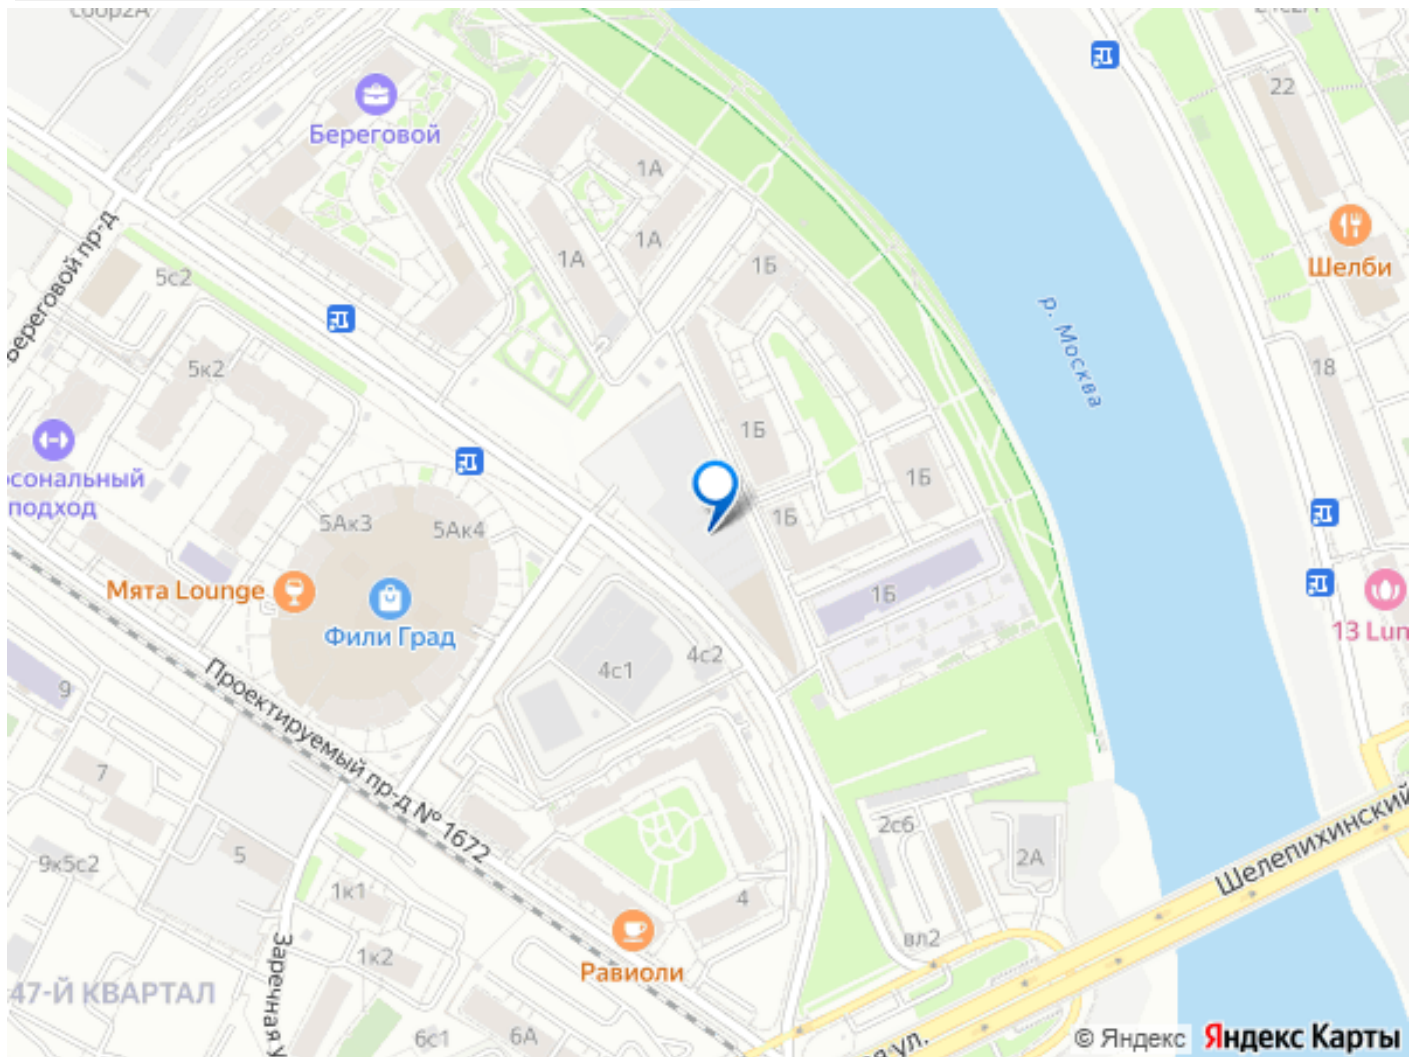 22
Береговой
1А
1А
1А
Шелби
1Б
5с2
Береговой пр-д
р. Москва
5к2
18
1Б
1Б
подход
1Б
5Ак3
5Ак4
Мята Lounge
1Б
Фили Град
13 Lun
4с2
4с1
9
Проектируемый пр-д № 1672
7
2с6
Шелепихинский
5
2А
9к5с2
1к1
4
вл2
1к2
Равиоли
47-Й КВАРТАЛ
Заречная у
6с1
6А
© Яндекс Яндекс Карты